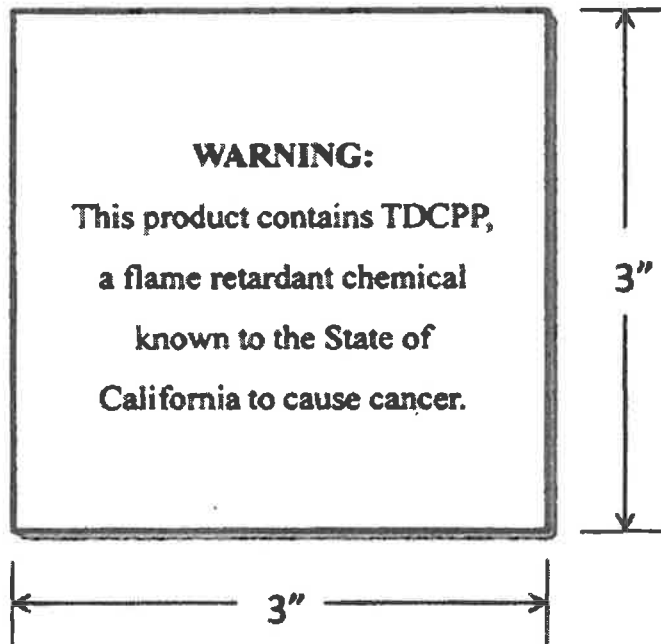 WARNING:
This product contains TDCPP,
a flame retardant chemical
known to the State of
California to cause cancer.
3"
3"